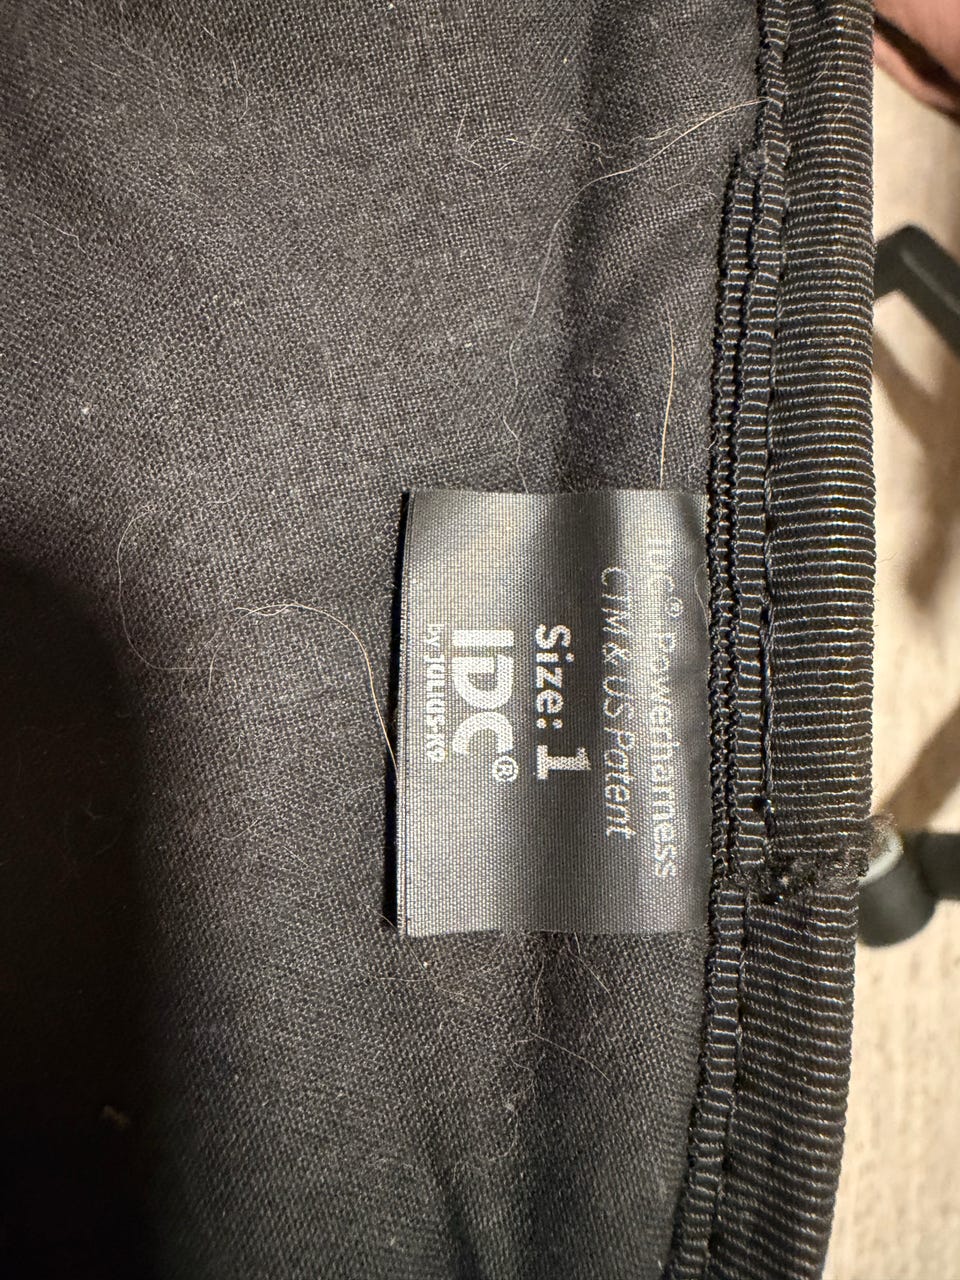 IDC® Powerharness
CTM & US Patent
Size: 1
IDC®
by JULIUS-K9